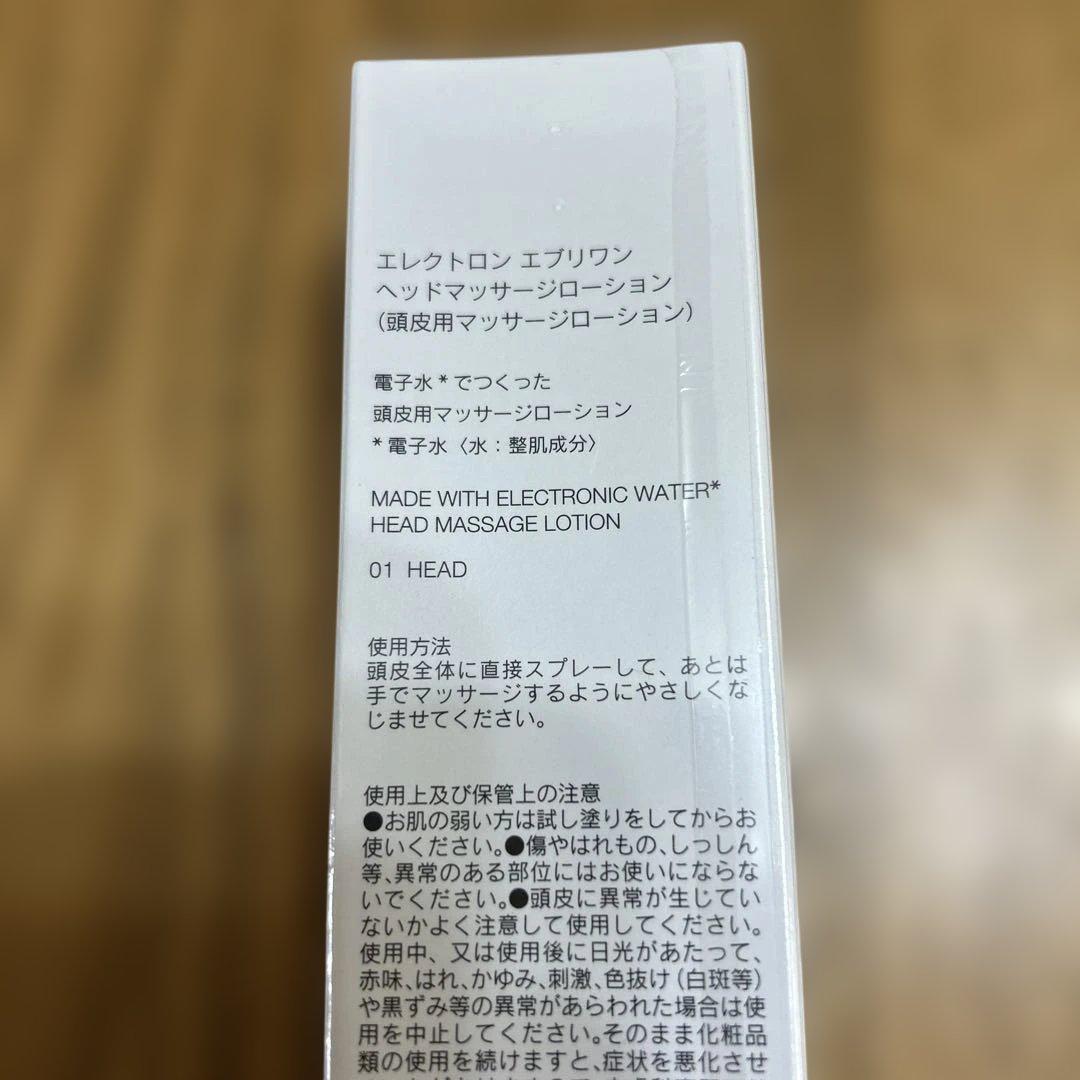 エレクトロン エブリワン
ヘッドマッサージローション
（頭皮用マッサージローション）
電子水*でつくった
頭皮用マッサージローション
*電子水〈水：整肌成分〉
MADE WITH ELECTRONIC WATER*
HEAD MASSAGE LOTION
01 HEAD
使用方法
頭皮全体に直接スプレーして、あとは
手でマッサージするようにやさしくな
じませてください。
使用上及び保管上の注意
●お肌の弱い方は試し塗りをしてからお
使いください。●傷やはれもの、しっしん
等、異常のある部位にはお使いにならな
いでください。●頭皮に異常が生じてい
ないかよく注意して使用してください。
使用中、又は使用後に日光があたって、
赤味、はれ、かゆみ、刺激、色抜け（白斑等）
や黒ずみ等の異常があらわれた場合は使
用を中止してください。そのまま化粧品
類の使用を続けますと、症状を悪化させ